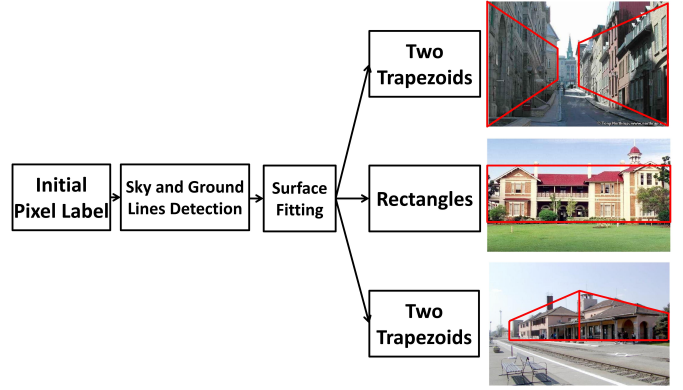 Two
Trapezoids
Initial
Pixel Label
Sky and Ground
Lines Detection
Surface
Fitting
Rectangles
Two
Trapezoids